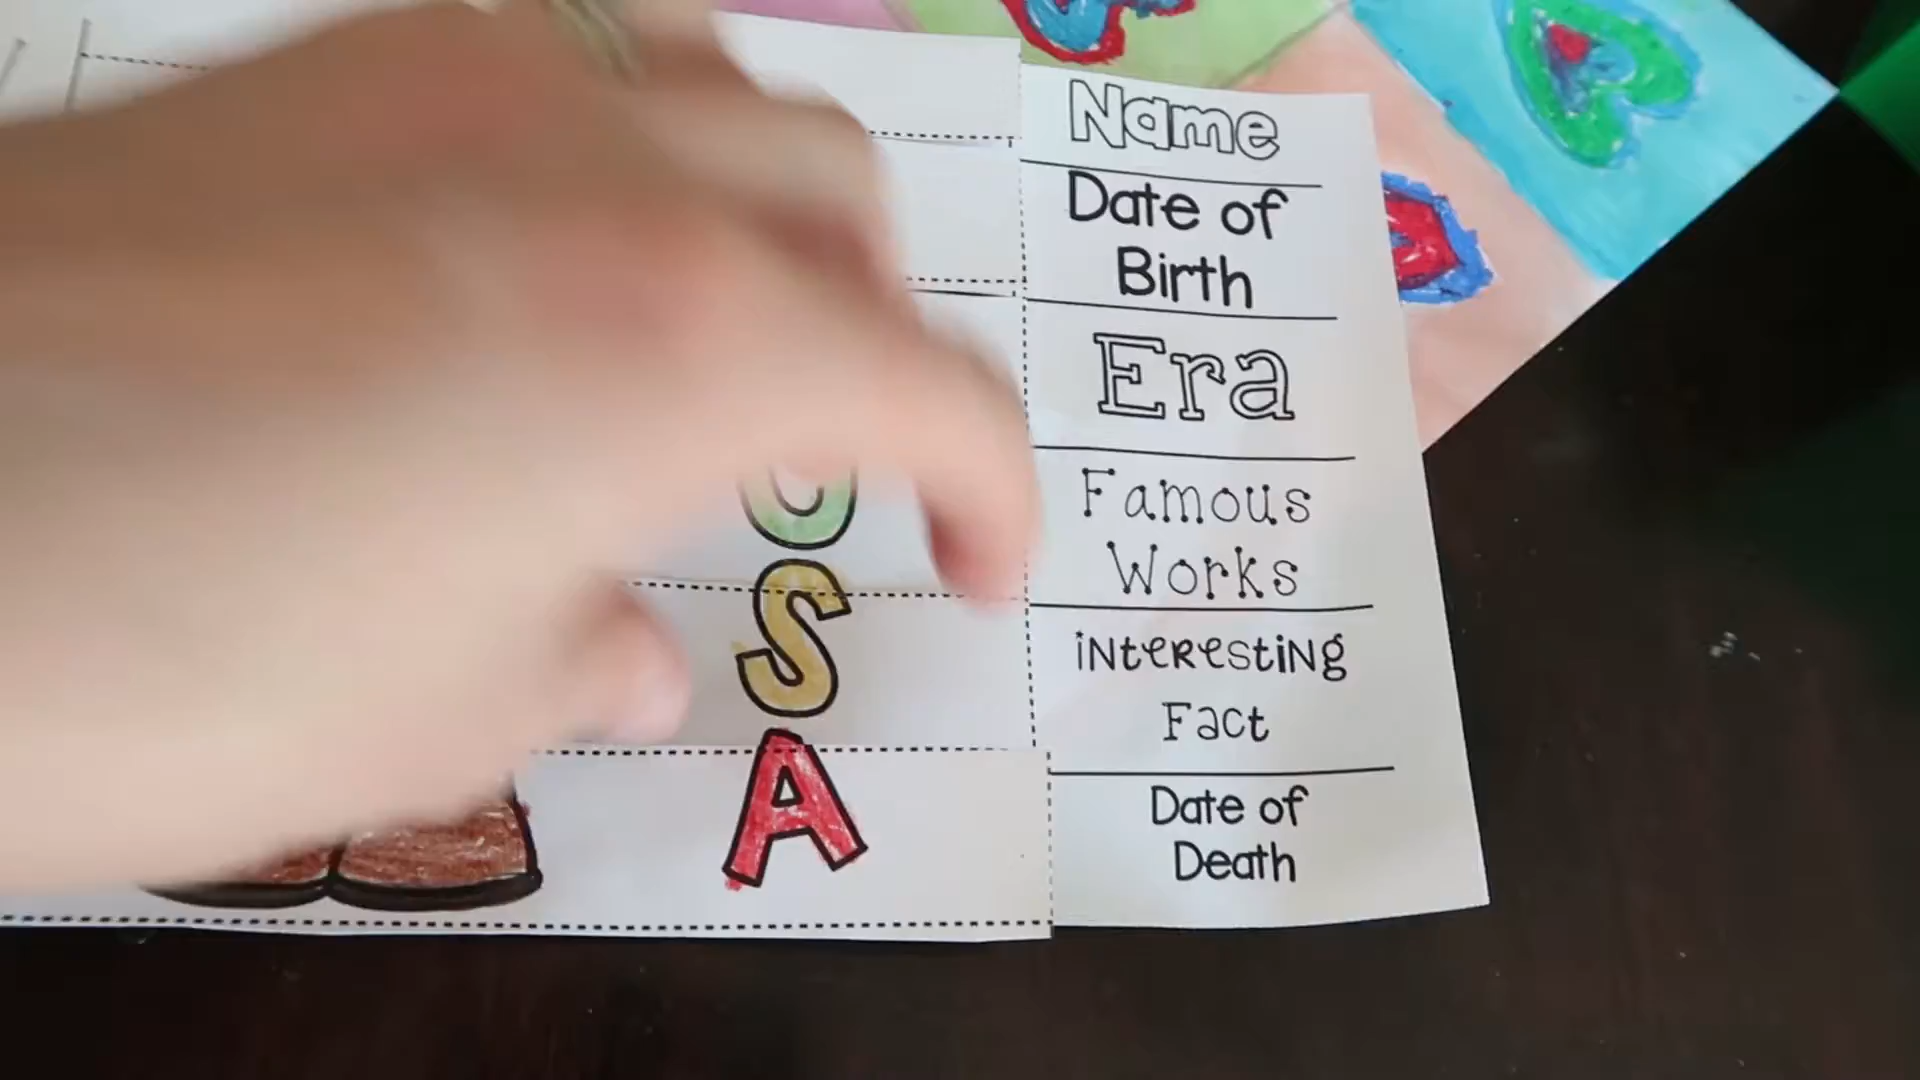 Name
Date of
Birth
Era
Famous
Works
iNteRestiNg
Fact
Date of
Death
S
A